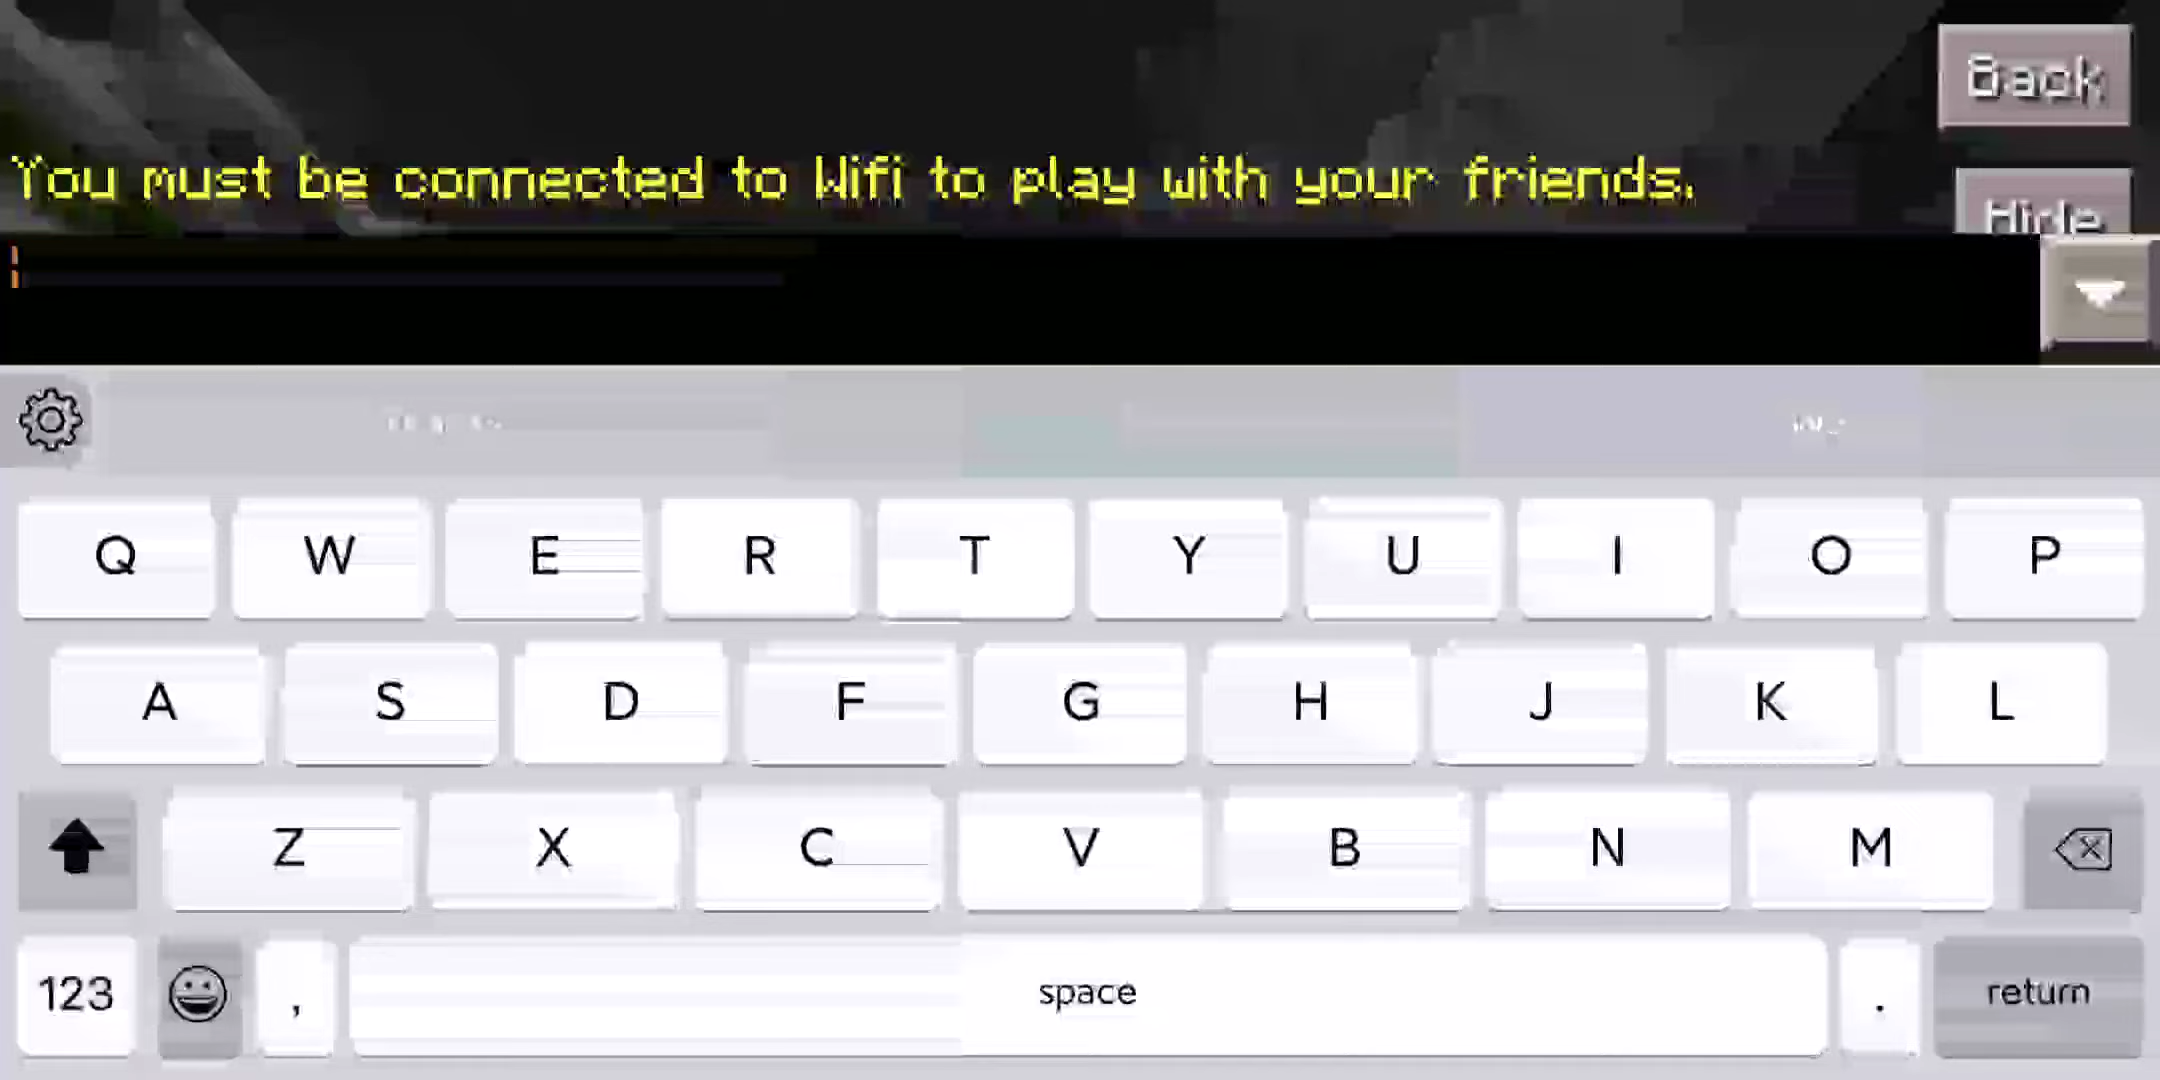 Back
You must be connected to Wifi to play with your friends.
Hide
Q W E R T Y U I O P
A S D F G H J K L
Z X C V B N M
123 , space . return